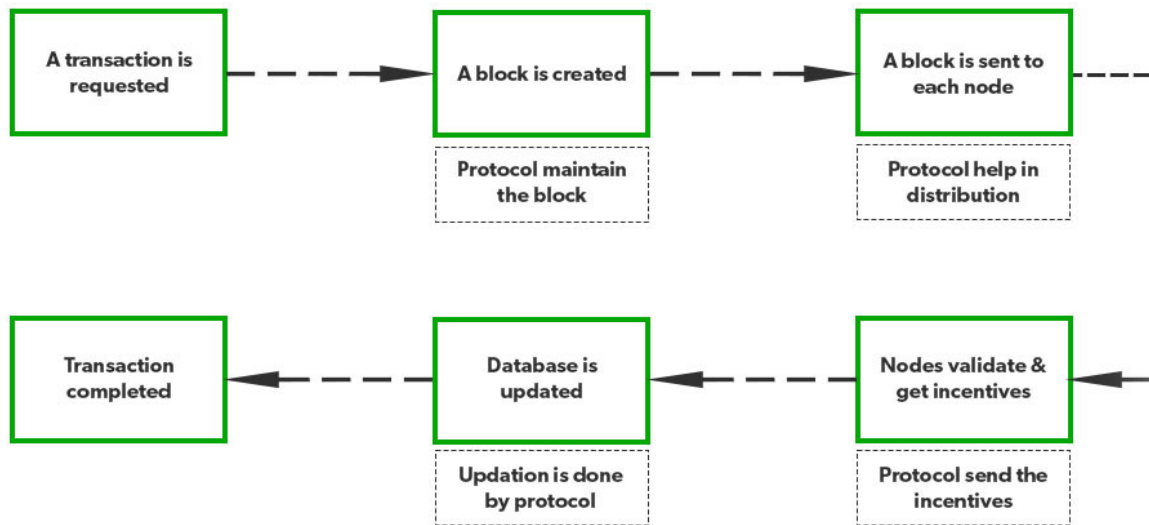 A transaction is
requested
A block is created
A block is sent to
each node
Protocol maintain
the block
Protocol help in
distribution
Transaction
completed
Database is
updated
Nodes validate &
get incentives
Updation is done
by protocol
Protocol send the
incentives